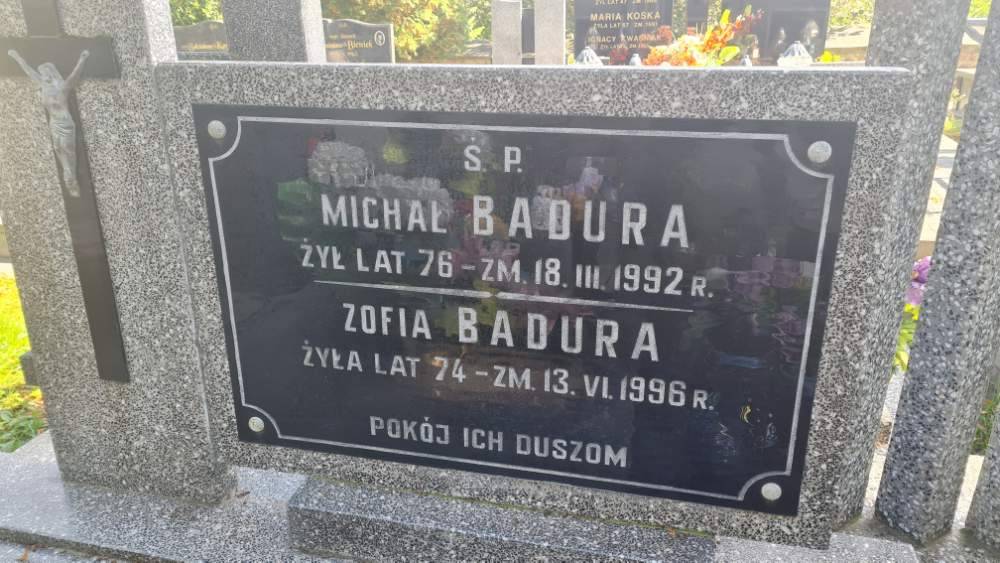 Ś. P.
MICHAŁ BADURA
ŻYŁ LAT 76 - ZM. 18. III. 1992 R.
ZOFIA BADURA
ŻYŁA LAT 74 - ZM. 13. VI. 1996 R.
POKÓJ ICH DUSZOM
MARIA KOSKA